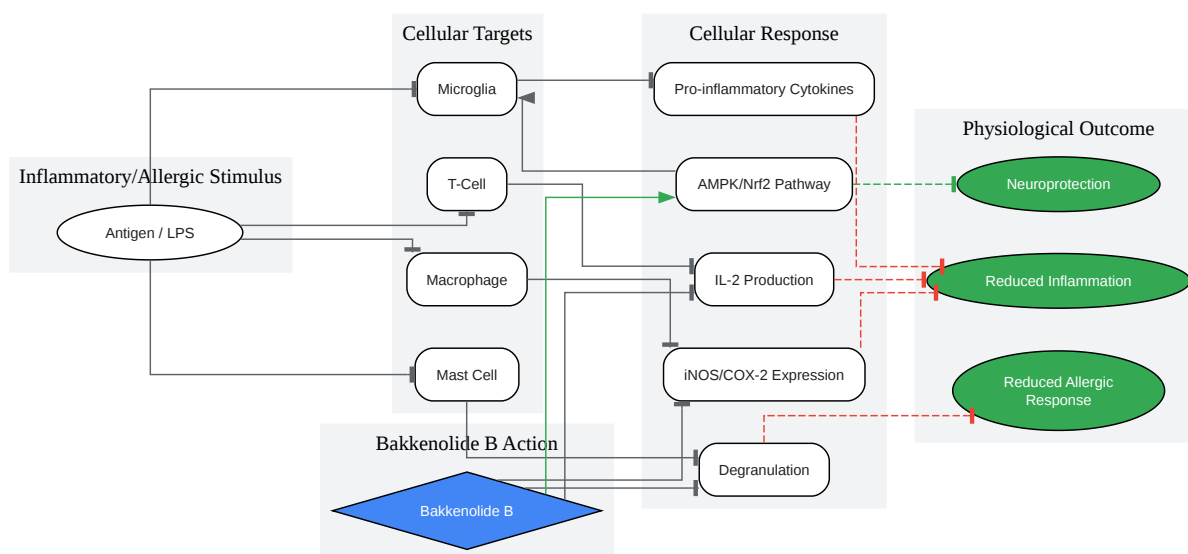 Inflammatory/Allergic Stimulus
Antigen / LPS
Cellular Targets
Microglia
T-Cell
Macrophage
Mast Cell
Bakkenolide B Action
Bakkenolide B
Cellular Response
Pro-inflammatory Cytokines
AMPK/Nrf2 Pathway
IL-2 Production
iNOS/COX-2 Expression
Degranulation
Physiological Outcome
Neuroprotection
Reduced Inflammation
Reduced Allergic
Response